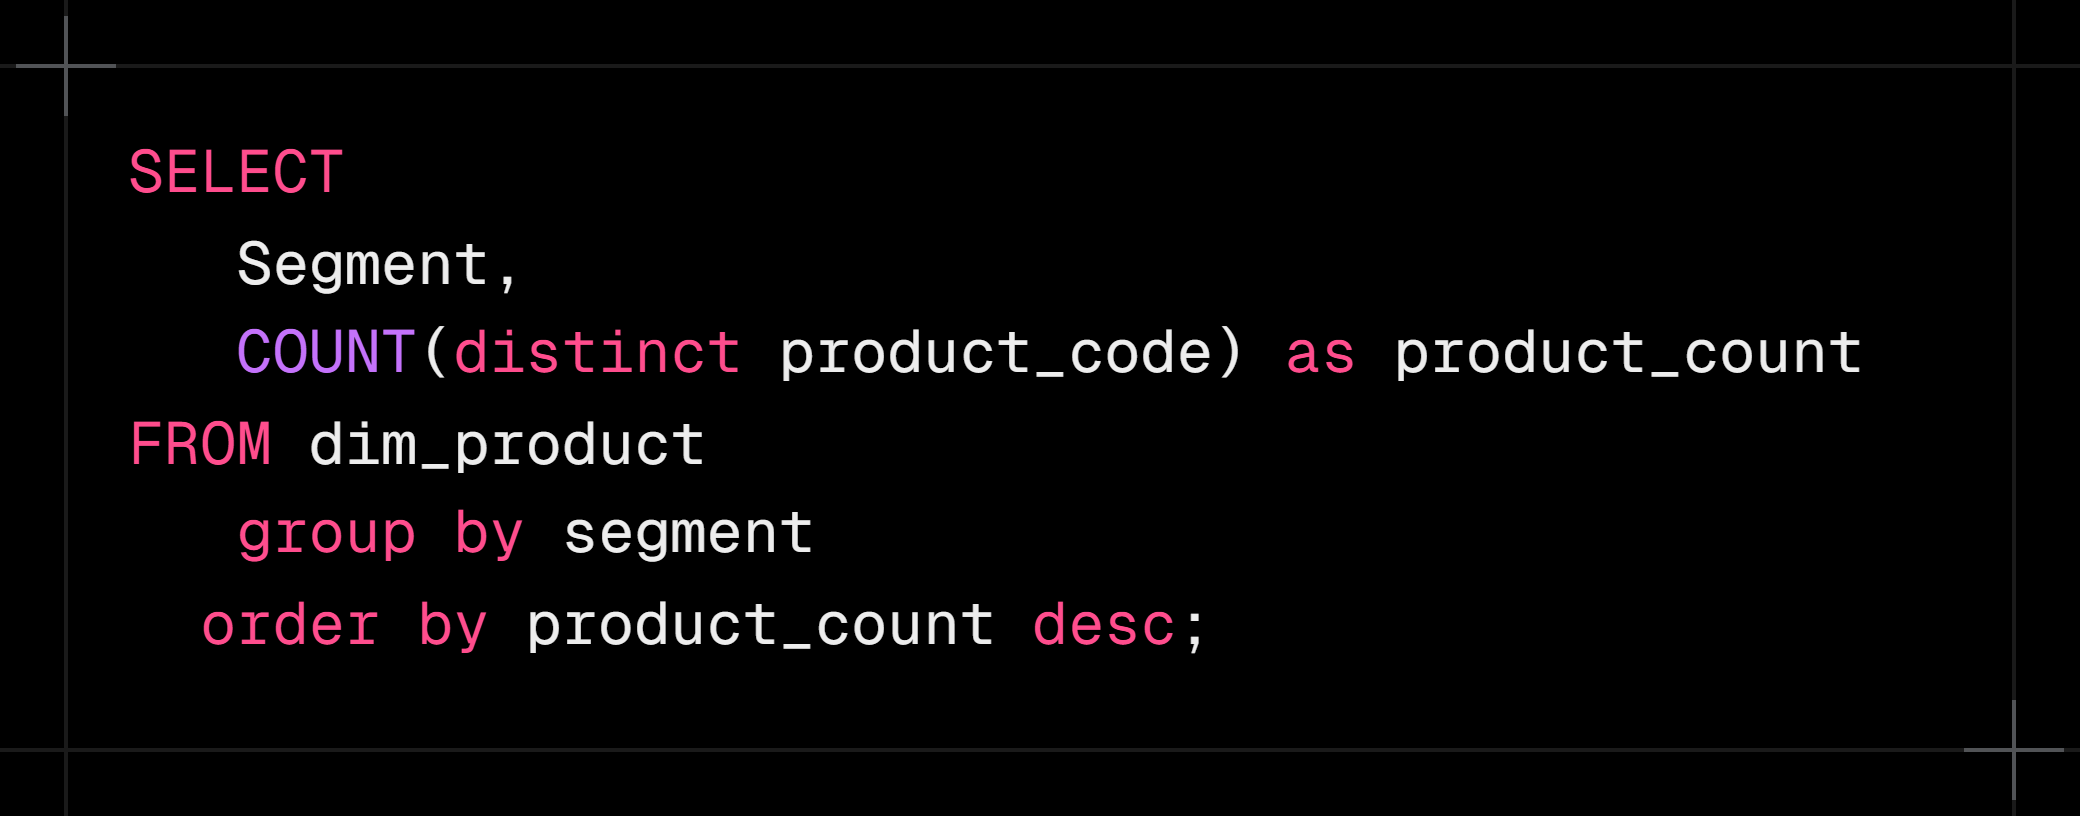 SELECT
Segment,
COUNT(distinct product_code) as product_count
FROM dim_product
group by segment
order by product_count desc;